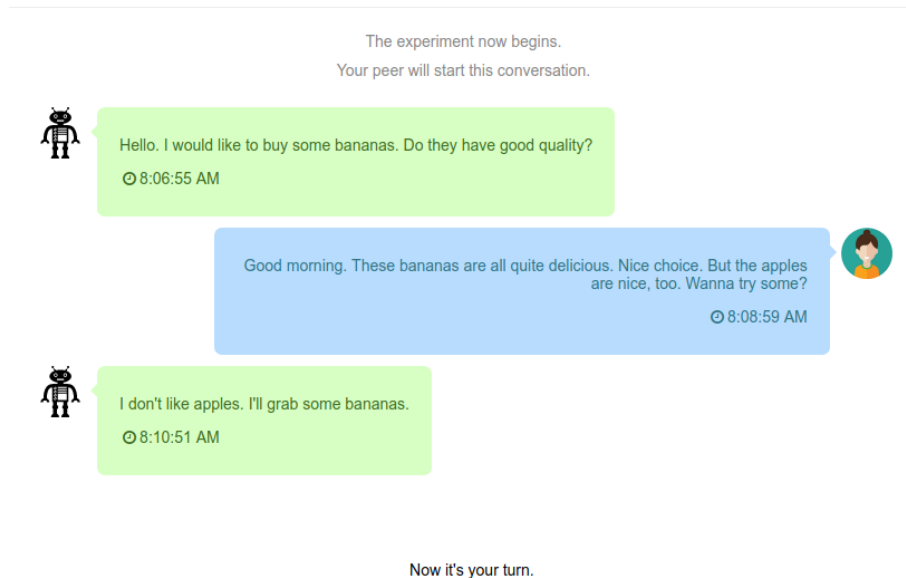 The experiment now begins.
Your peer will start this conversation.
Hello. I would like to buy some bananas. Do they have good quality?
8:06:55 AM
Good morning. These bananas are all quite delicious. Nice choice. But the apples
are nice, too. Wanna try some?
8:08:59 AM
I don't like apples. I'll grab some bananas.
8:10:51 AM
Now it's your turn.